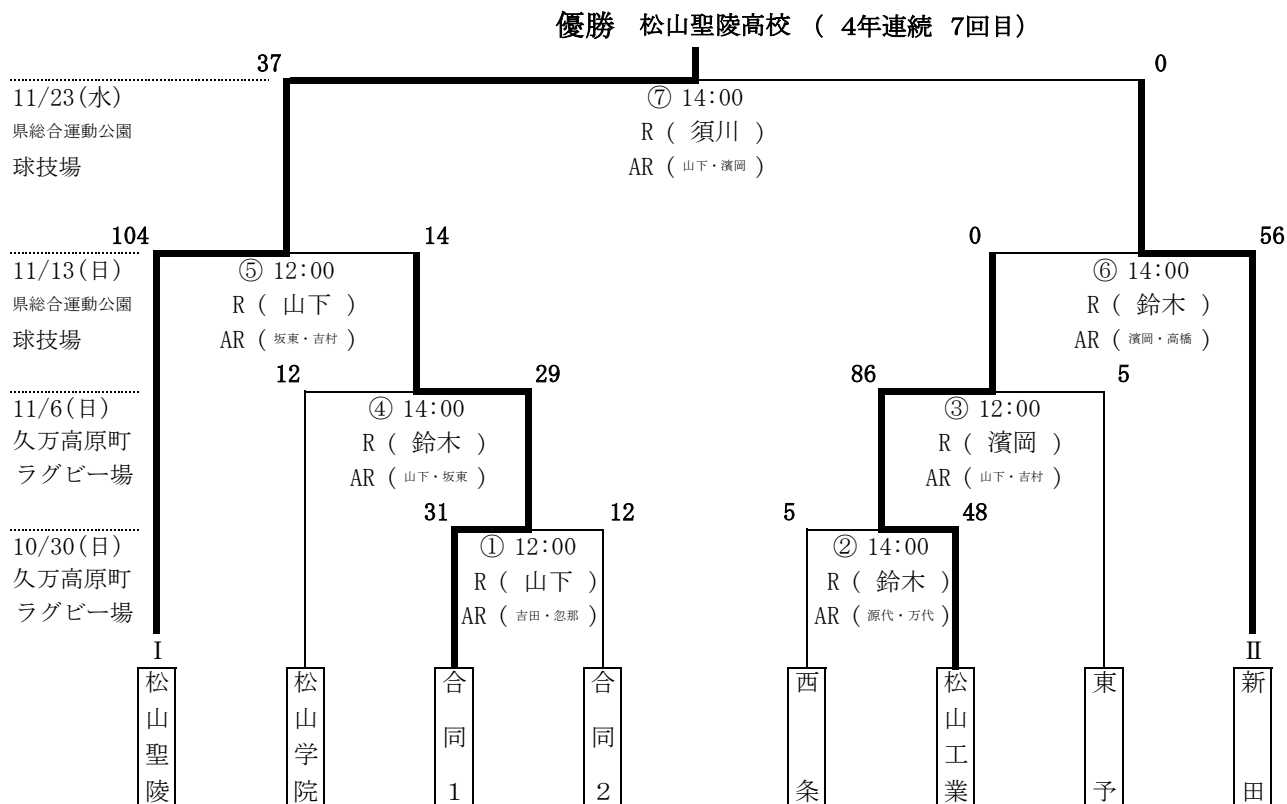 優勝 松山聖陵高校 ( 4年連続 7回目)
37 0
11/23(水) ⑦ 14:00
県総合運動公園 R ( 須川 )
球技場 AR ( 山下・濱岡 )
104 14 0 56
11/13(日) ⑤ 12:00 ⑥ 14:00
県総合運動公園 R ( 山下 ) R ( 鈴木 )
球技場 AR ( 坂東・吉村 ) AR ( 濱岡・高橋 )
12 29 86 5
11/6(日) ④ 14:00 ③ 12:00
久万高原町 R ( 鈴木 ) R ( 濱岡 )
ラグビー場 AR ( 山下・坂東 ) AR ( 山下・吉村 )
31 12 5 48
10/30(日) ① 12:00 ② 14:00
久万高原町 R ( 山下 ) R ( 鈴木 )
ラグビー場 AR ( 吉田・忽那 ) AR ( 源代・万代 )
Ⅰ Ⅱ
松山聖陵
松山学院
合同1
合同2
西条
松山工業
東予
新田